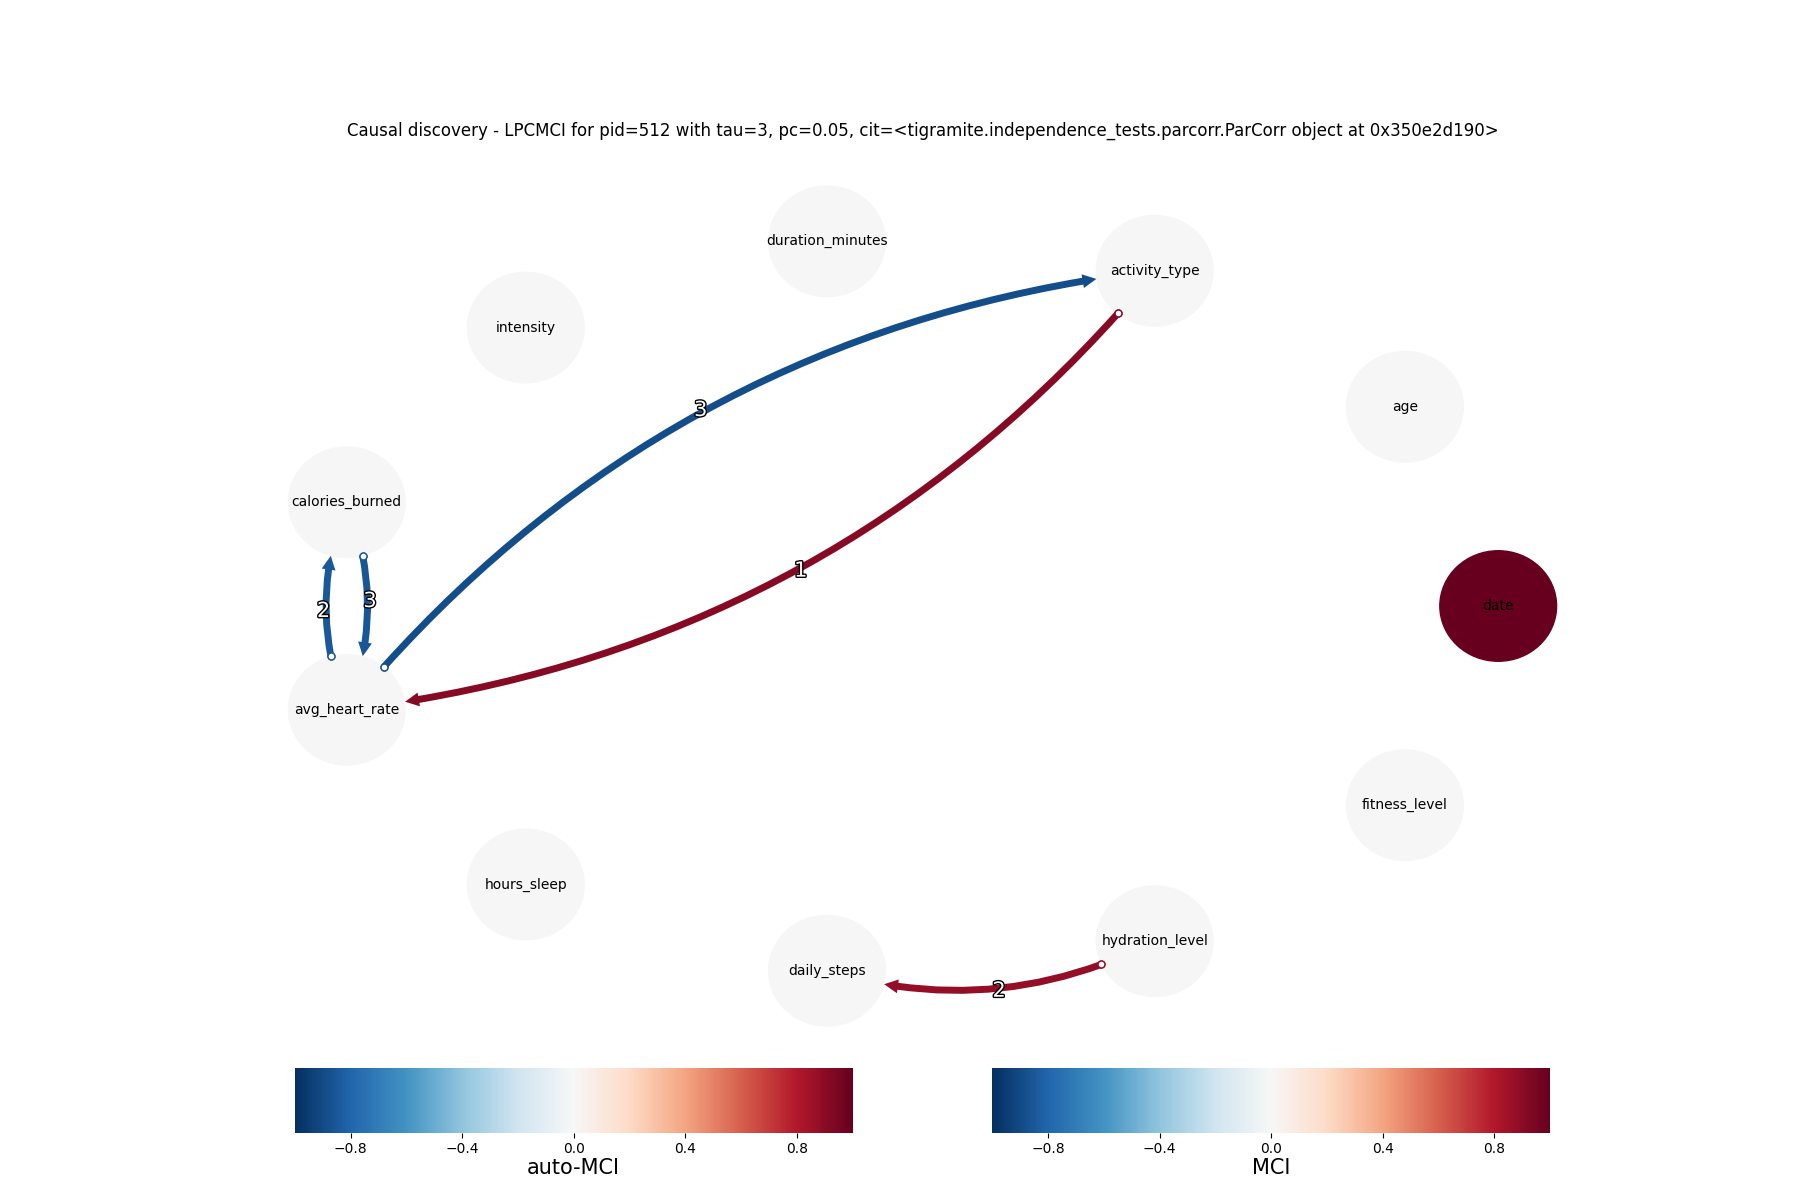 Causal discovery - LPCMCI for pid=512 with tau=3, pc=0.05, cit=<tigramite.independence_tests.parcorr.ParCorr object at 0x350e2d190>
duration_minutes
activity_type
intensity
age
3
calories_burned
1
2
3
date
avg_heart_rate
fitness_level
hours_sleep
hydration_level
daily_steps
2
−0.8 −0.4 0.0 0.4 0.8
auto-MCI
−0.8 −0.4 0.0 0.4 0.8
MCI